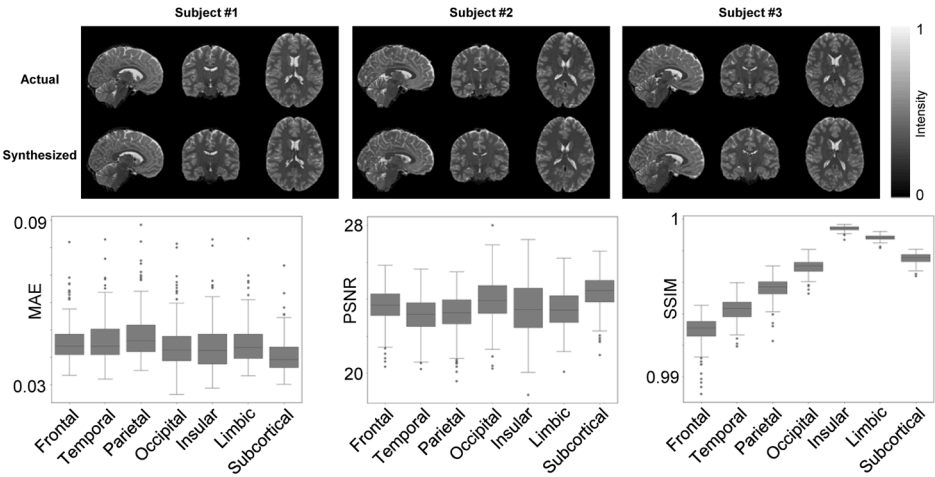 Subject #1 Subject #2 Subject #3
Actual
Synthesized
1
Intensity
0
0.09
MAE
0.03
Frontal
Temporal
Parietal
Occipital
Insular
Limbic
Subcortical
28
PSNR
20
Frontal
Temporal
Parietal
Occipital
Insular
Limbic
Subcortical
1
SSIM
0.99
Frontal
Temporal
Parietal
Occipital
Insular
Limbic
Subcortical